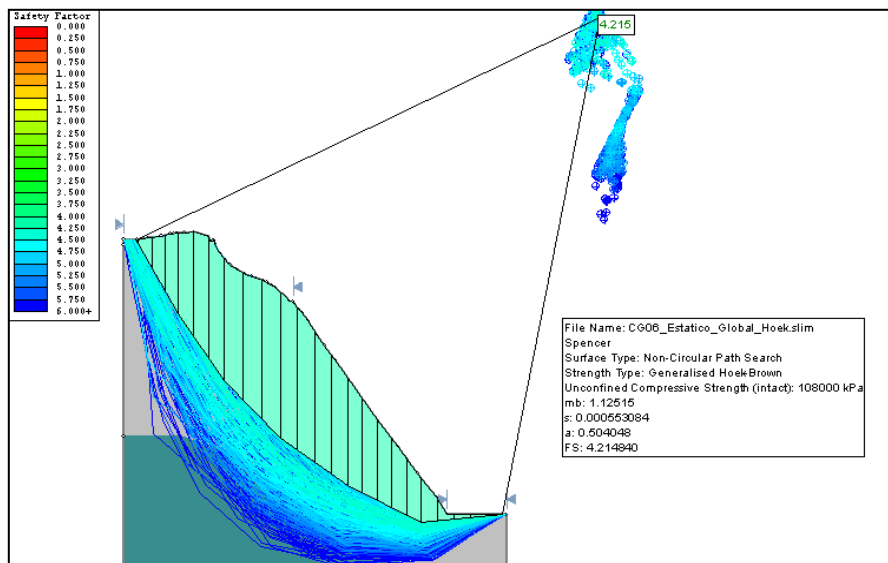 Safety Factor
0.000
0.250
0.500
0.750
1.000
1.250
1.500
1.750
2.000
2.250
2.500
2.750
3.000
3.250
3.500
3.750
4.000
4.250
4.500
4.750
5.000
5.250
5.500
5.750
6.000+
4.215
File Name: CG06_Estatico_Global_Hoek.slim
Spencer
Surface Type: Non-Circular Path Search
Strength Type: Generalised Hoek-Brown
Unconfined Compressive Strength (intact): 108000 kPa
mb: 1.12515
s: 0.000553084
a: 0.504048
FS: 4.214840